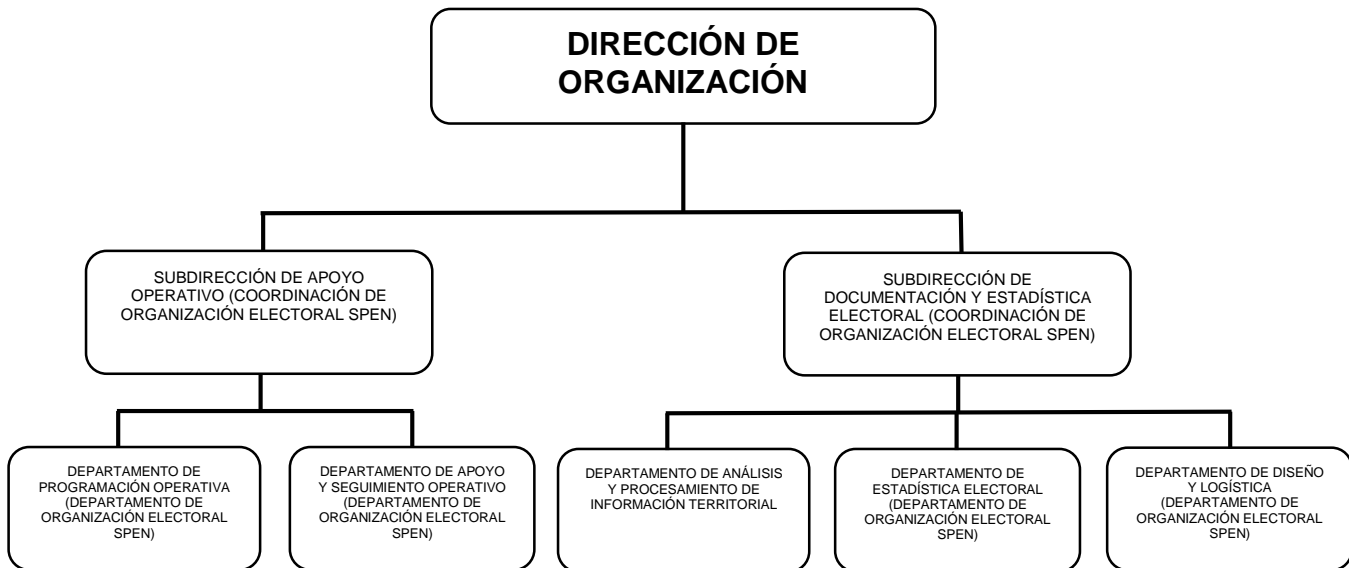 DIRECCIÓN DE
ORGANIZACIÓN
SUBDIRECCIÓN DE APOYO
OPERATIVO (COORDINACIÓN DE
ORGANIZACIÓN ELECTORAL SPEN)
SUBDIRECCIÓN DE
DOCUMENTACIÓN Y ESTADÍSTICA
ELECTORAL (COORDINACIÓN DE
ORGANIZACIÓN ELECTORAL SPEN)
DEPARTAMENTO DE
PROGRAMACIÓN OPERATIVA
(DEPARTAMENTO DE
ORGANIZACIÓN ELECTORAL
SPEN)
DEPARTAMENTO DE APOYO
Y SEGUIMIENTO OPERATIVO
(DEPARTAMENTO DE
ORGANIZACIÓN ELECTORAL
SPEN)
DEPARTAMENTO DE ANÁLISIS
Y PROCESAMIENTO DE
INFORMACIÓN TERRITORIAL
DEPARTAMENTO DE
ESTADÍSTICA ELECTORAL
(DEPARTAMENTO DE
ORGANIZACIÓN ELECTORAL
SPEN)
DEPARTAMENTO DE DISEÑO
Y LOGÍSTICA
(DEPARTAMENTO DE
ORGANIZACIÓN ELECTORAL
SPEN)